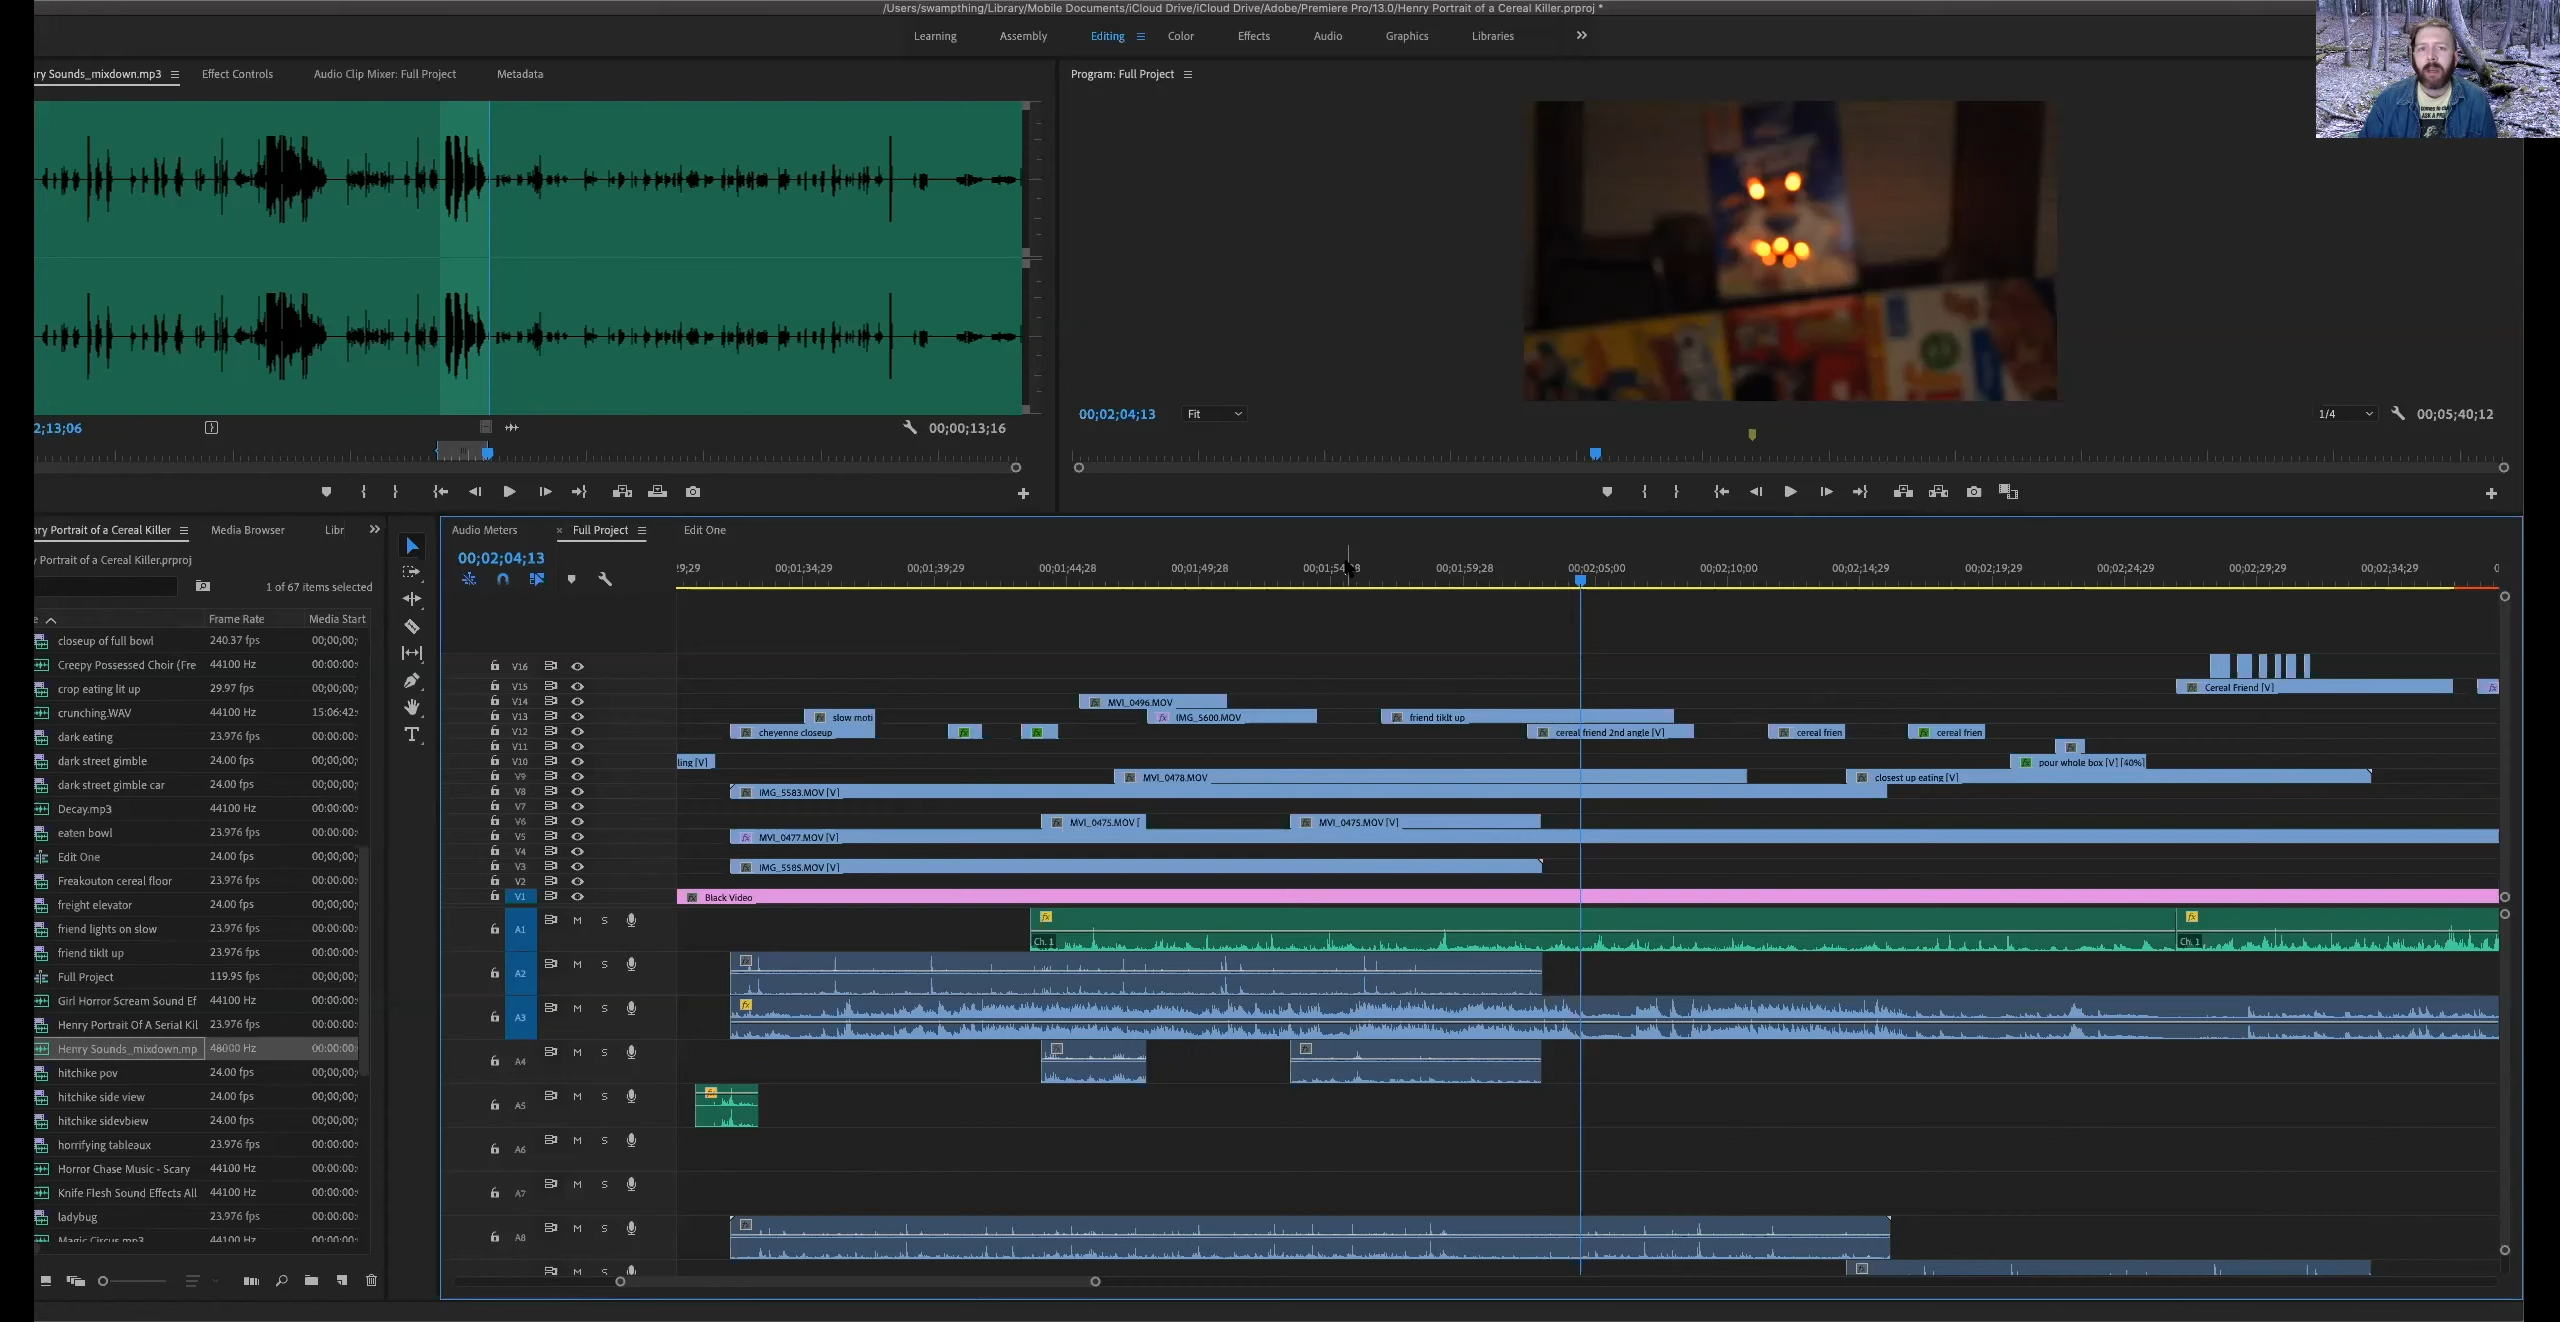 /Users/swampthing/Library/Mobile Documents/iCloud Drive/iCloud Drive/Adobe/Premiere Pro/13.0/Henry Portrait of a Cereal Killer.prproj *
Learning Assembly Editing Color Effects Audio Graphics Libraries
ry Sounds_mixdown.mp3 Effect Controls Audio Clip Mixer: Full Project Metadata
Program: Full Project
2;13;06
00;00;13;16
00;02;04;13 Fit
1/4 00;05;40;12
ry Portrait of a Cereal Killer Media Browser Libr
y Portrait of a Cereal Killer.prproj
1 of 67 items selected
e Frame Rate Media Start
closeup of full bowl 240.37 fps 00;00;00;
Creepy Possessed Choir (Fre 44100 Hz 00:00:00:
crop eating lit up 29.97 fps 00;00;00;
crunching.WAV 44100 Hz 15:06:42:
dark eating 23.976 fps 00:00:00:
dark street gimble 24.00 fps 00;00;00;
dark street gimble car 24.00 fps 00;00;00;
Decay.mp3 44100 Hz 00:00:00:
eaten bowl 23.976 fps 00:00:00:
Edit One 24.00 fps 00;00;00;
Freakouton cereal floor 23.976 fps 00:00:00:
freight elevator 24.00 fps 00;00;00;
friend lights on slow 23.976 fps 00:00:00:
friend tiklt up 23.976 fps 00:00:00:
Full Project 119.95 fps 00;00;00;
Girl Horror Scream Sound Ef 44100 Hz 00:00:00:
Henry Portrait Of A Serial Kil 23.976 fps 00:00:00:
Henry Sounds_mixdown.mp 48000 Hz 00:00:00:
hitchike pov 24.00 fps 00;00;00;
hitchike side view 24.00 fps 00;00;00;
hitchike sidevbiew 24.00 fps 00;00;00;
horrifying tableaux 23.976 fps 00:00:00:
Horror Chase Music - Scary 44100 Hz 00:00:00:
Knife Flesh Sound Effects All 44100 Hz 00:00:00:
ladybug 23.976 fps 00:00:00:
Magic Circus.mp3 44100 Hz 00:00:00:
Audio Meters × Full Project Edit One
00;02;04;13
29;29 00;01;34;29 00;01;39;29 00;01;44;28 00;01;49;28 00;01;54;28 00;01;59;28 00;02;05;00 00;02;10;00 00;02;14;29 00;02;19;29 00;02;24;29 00;02;29;29 00;02;34;29 0
V16
V15 Cereal Friend [V]
V14 MVI_0496.MOV
V13 slow moti IMG_5600.MOV friend tiklt up
V12 cheyenne closeup cereal friend 2nd angle [V] cereal frien cereal frien
V11
V10 ling [V] pour whole box [V] [40%]
V9 MVI_0478.MOV closest up eating [V]
V8 IMG_5583.MOV [V]
V7
V6 MVI_0475.MOV [ MVI_0475.MOV [V]
V5 MVI_0477.MOV [V]
V4
V3 IMG_5585.MOV [V]
V2
V1 Black Video
A1 M S Ch. 1 Ch. 1
A2 M S
A3 M S
A4 M S
A5 M S
A6 M S
A7 M S
A8 M S
M S